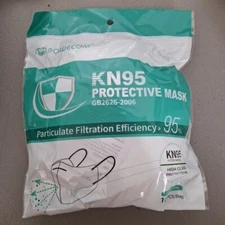 POWECOM
KN95
PROTECTIVE MASK
GB2626-2006
Particulate Filtration Efficiency > 95%
KN95